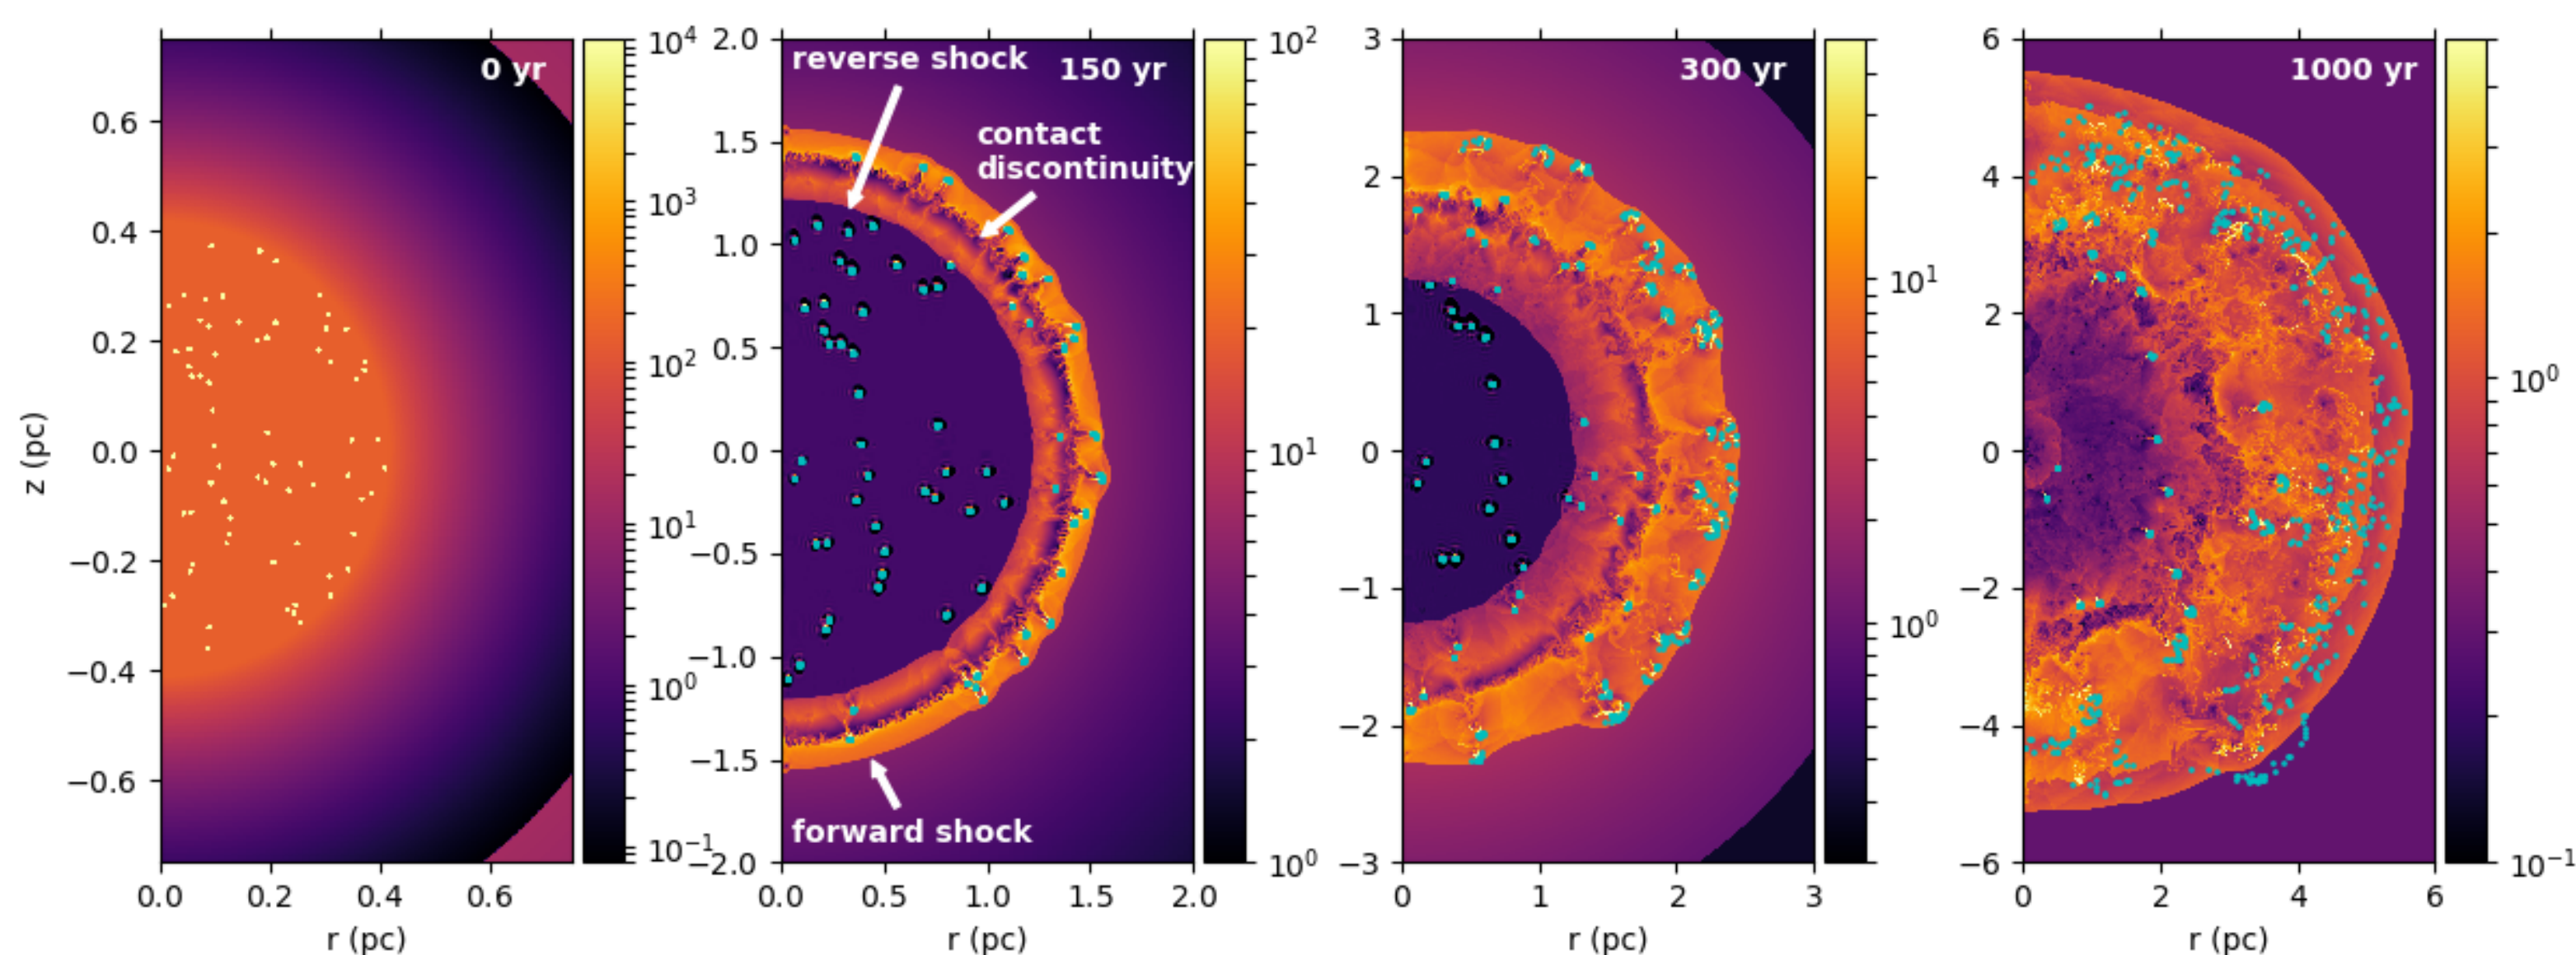 0 yr
z (pc)
0.6
0.4
0.2
0.0
−0.2
−0.4
−0.6
0.0 0.2 0.4 0.6
r (pc)
10^4
10^3
10^2
10^1
10^0
10^−1
reverse shock
150 yr
contact
discontinuity
forward shock
2.0
1.5
1.0
0.5
0.0
−0.5
−1.0
−1.5
−2.0
0.0 0.5 1.0 1.5 2.0
r (pc)
10^2
10^1
10^0
300 yr
3
2
1
0
−1
−2
−3
0 1 2 3
r (pc)
10^1
10^0
1000 yr
6
4
2
0
−2
−4
−6
0 2 4 6
r (pc)
10^0
10^−1